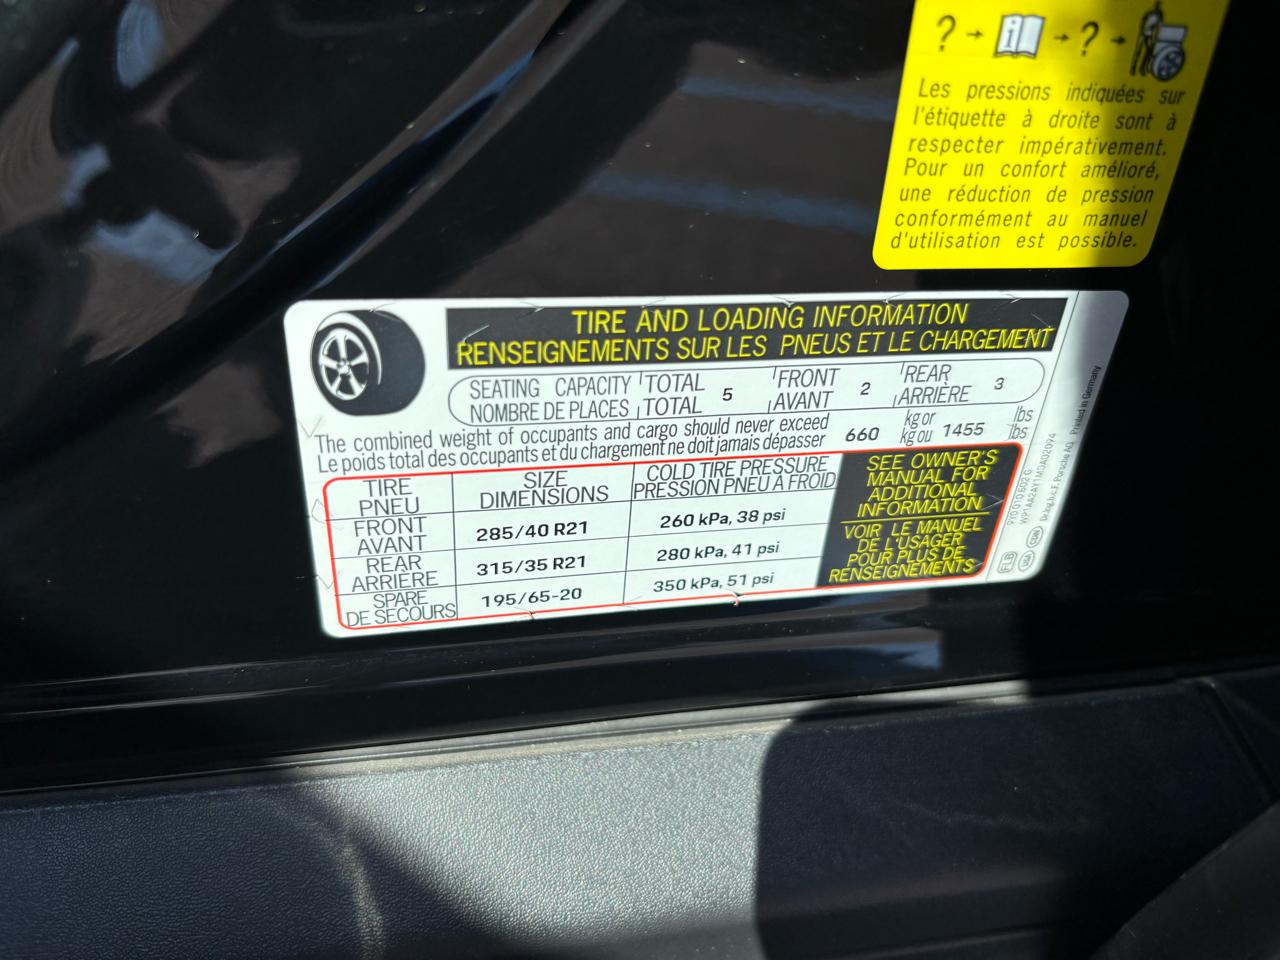 ? → i → ? →
Les pressions indiquées sur
l'étiquette à droite sont à
respecter impérativement.
Pour un confort amélioré,
une réduction de pression
conformément au manuel
d'utilisation est possible.
TIRE AND LOADING INFORMATION
RENSEIGNEMENTS SUR LES PNEUS ET LE CHARGEMENT
SEATING CAPACITY TOTAL 5 FRONT 2 REAR 3
NOMBRE DE PLACES TOTAL AVANT ARRIÈRE
The combined weight of occupants and cargo should never exceed 660 kg or 1455 lbs
Le poids total des occupants et du chargement ne doit jamais dépasser kg ou lbs
TIRE SIZE COLD TIRE PRESSURE
PNEU DIMENSIONS PRESSION PNEU A FROID
FRONT 285/40 R21 260 kPa, 38 psi
AVANT
REAR 315/35 R21 280 kPa, 41 psi
ARRIERE
SPARE 195/65-20 350 kPa, 51 psi
DE SECOURS
SEE OWNER'S
MANUAL FOR
ADDITIONAL
INFORMATION
VOIR LE MANUEL
DE L'USAGER
POUR PLUS DE
RENSEIGNEMENTS
FLB
Dr. Ing. h.c. F. Porsche AG Printed in Germany